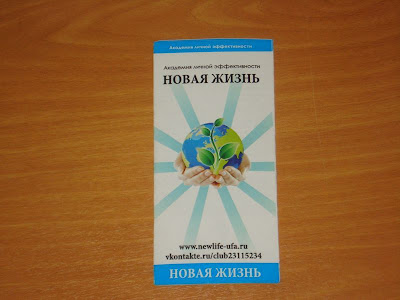 Академия личной эффективности
Академия личной эффективности
НОВАЯ ЖИЗНЬ
www.newlife-ufa.ru
vkontakte.ru/club23115234
НОВАЯ ЖИЗНЬ